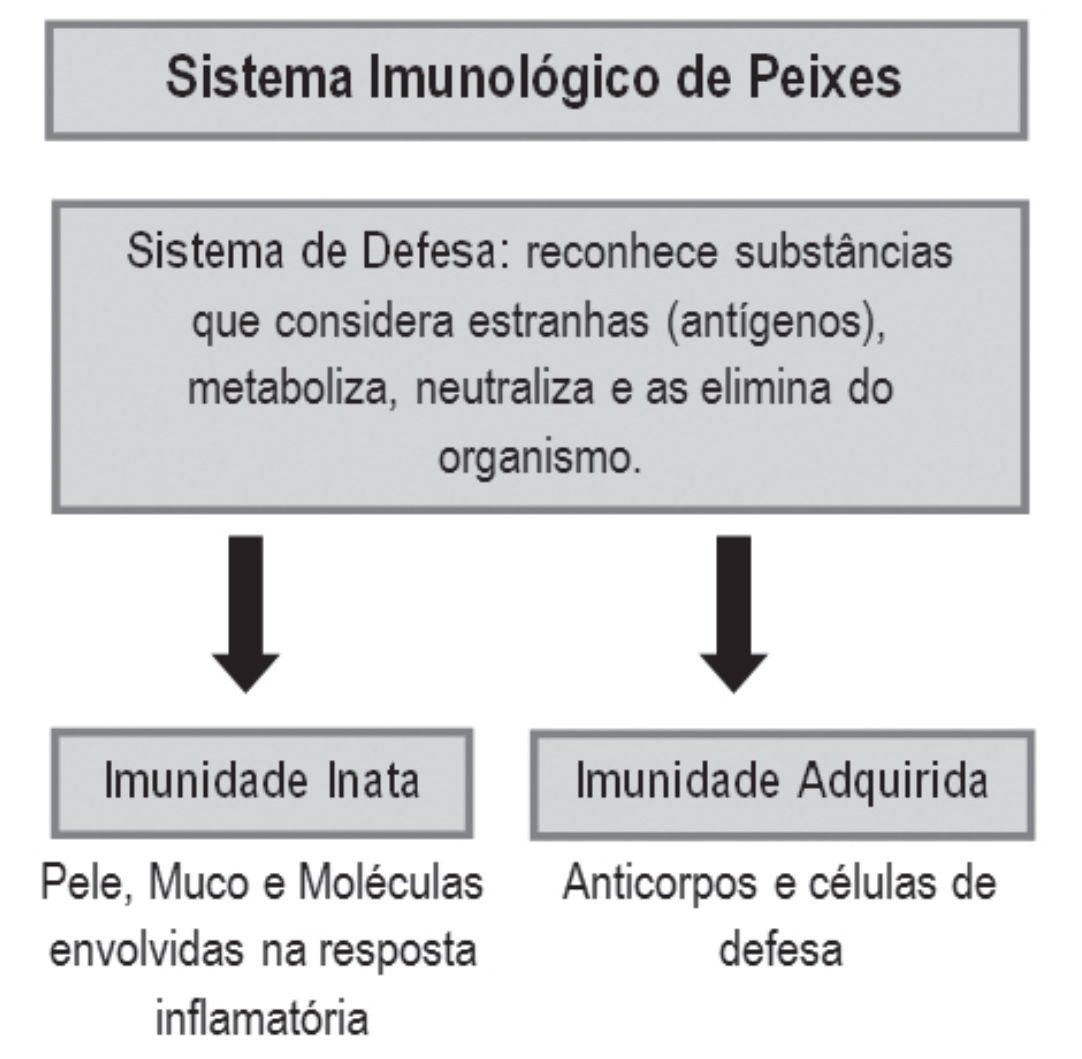 Sistema Imunológico de Peixes
Sistema de Defesa: reconhece substâncias
que considera estranhas (antígenos),
metaboliza, neutraliza e as elimina do
organismo.
Imunidade Inata
Pele, Muco e Moléculas
envolvidas na resposta
inflamatória
Imunidade Adquirida
Anticorpos e células de
defesa